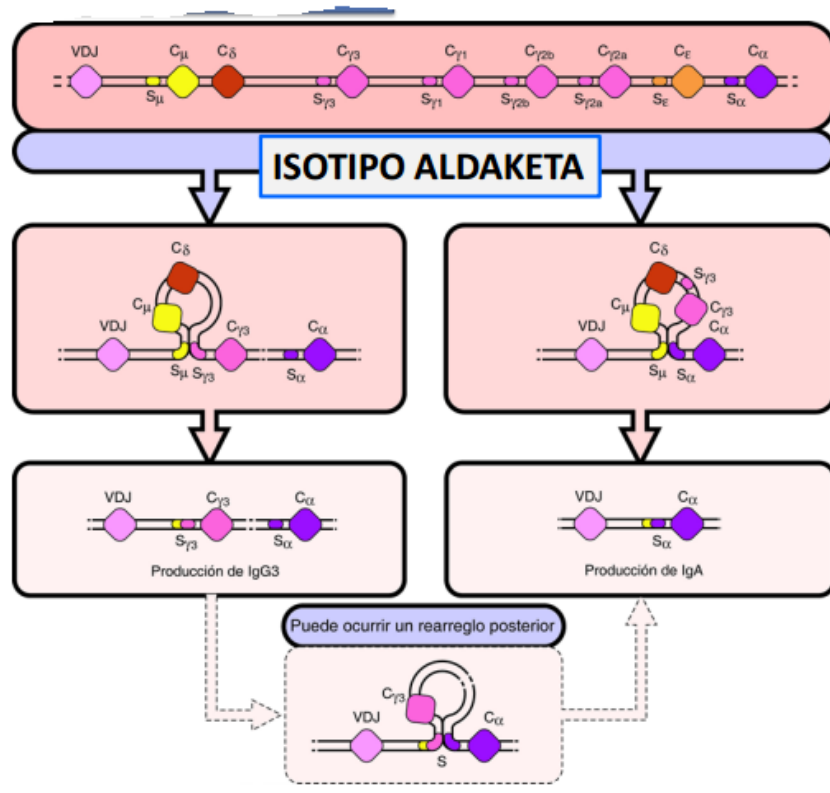 VDJ Cμ Cδ Cγ3 Cγ1 Cγ2b Cγ2a Cε Cα
Sμ Sγ3 Sγ1 Sγ2b Sγ2a Sε Sα
ISOTIPO ALDAKETA
Cδ
Cμ
VDJ Cγ3 Cα
Sμ Sγ3 Sα
Cδ
Sγ3
Cμ Cγ3
VDJ Cα
Sμ Sα
VDJ Cγ3 Cα
Sγ3 Sα
Producción de IgG3
VDJ Cα
Sα
Producción de IgA
Puede ocurrir un rearreglo posterior
Cγ3
VDJ Cα
S